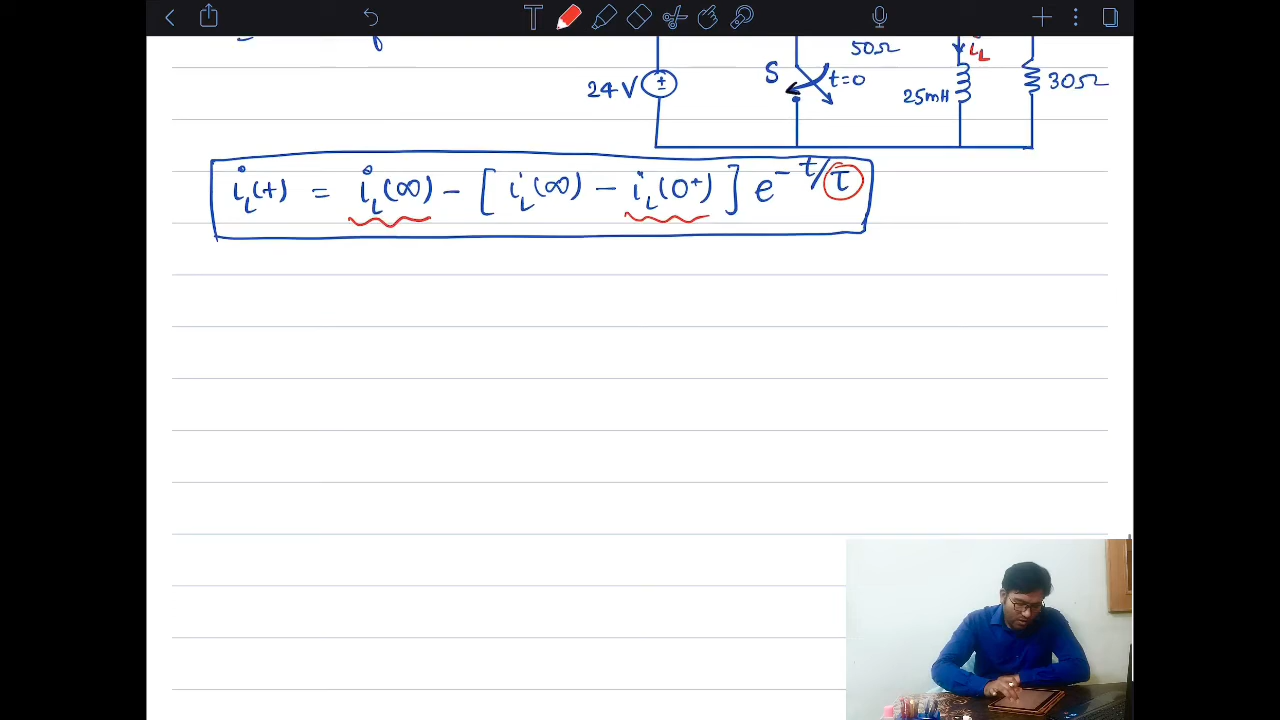 T
50Ω
iL
24V
S
t=0
25mH
30Ω
iL(t) = iL(∞) - [ iL(∞) - iL(0+) ] e^-t/τ